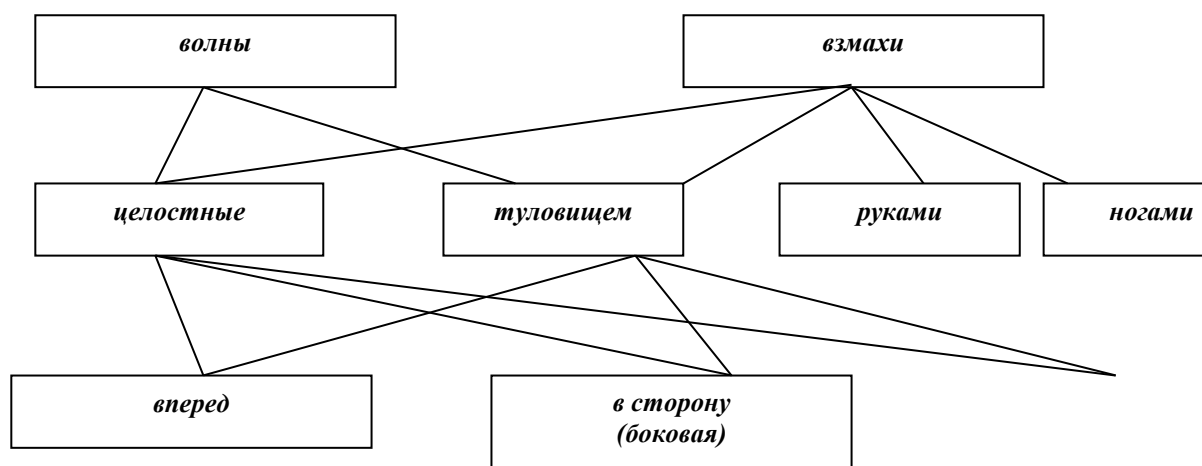 волны
взмахи
целостные
туловищем
руками
ногами
вперед
в сторону
(боковая)